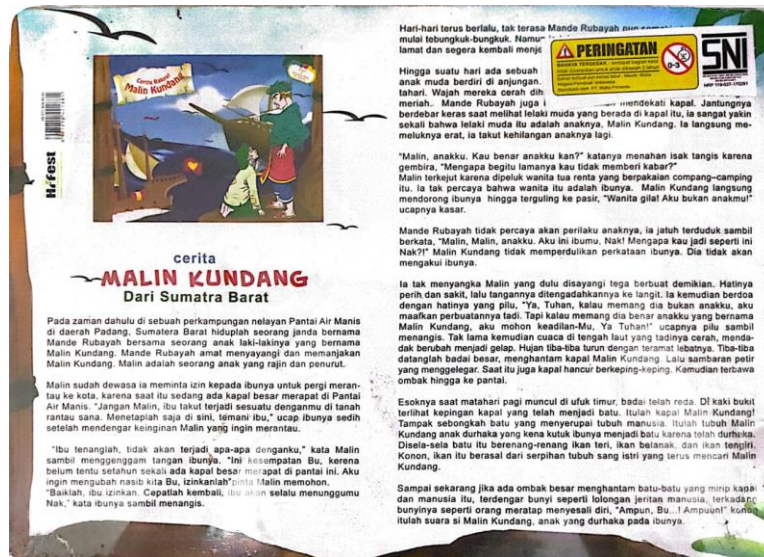 Cerita Rakyat
Malin Kundang
Hifest
cerita
MALIN KUNDANG
Dari Sumatra Barat
Pada zaman dahulu di sebuah perkampungan nelayan Pantai Air Manis
di daerah Padang, Sumatera Barat hiduplah seorang janda bernama
Mande Rubayah bersama seorang anak laki-lakinya yang bernama
Malin Kundang. Mande Rubayah amat menyayangi dan memanjakan
Malin Kundang. Malin adalah seorang anak yang rajin dan penurut.
Malin sudah dewasa ia meminta izin kepada ibunya untuk pergi meran-
tau ke kota, karena saat itu sedang ada kapal besar merapat di Pantai
Air Manis. "Jangan Malin, ibu takut terjadi sesuatu denganmu di tanah
rantau sana. Menetaplah saja di sini, temani ibu," ucap ibunya sedih
setelah mendengar keinginan Malin yang ingin merantau.
"Ibu tenanglah, tidak akan terjadi apa-apa denganku," kata Malin
sambil menggenggam tangan ibunya. "Ini kesempatan Bu, kerena
belum tentu setahun sekali ada kapal besar merapat di pantai ini. Aku
ingin mengubah nasib kita Bu, izinkanlah" pinta Malin memohon.
"Baiklah, ibu izinkan. Cepatlah kembali, ibu akan selalu menunggumu
Nak," kata ibunya sambil menangis.
Hari-hari terus berlalu, tak terasa Mande Rubayah pun
mulai tebungkuk-bungkuk.
lamat dan segera kembali
Hingga suatu hari ada sebuah
anak muda berdiri di anjungan.
tahari. Wajah mereka cerah
meriah. Mande Rubayah juga mendekati kapal. Jantungnya
berdebar keras saat melihat lelaki muda yang berada di kapal itu, ia sangat yakin
sekali bahwa lelaki muda itu adalah anaknya, Malin Kundang. Ia langsung me-
meluknya erat, ia takut kehilangan anaknya lagi.
"Malin, anakku. Kau benar anakku kan?" katanya menahan isak tangis karena
gembira, "Mengapa begitu lamanya kau tidak memberi kabar?"
Malin terkejut karena dipeluk wanita tua renta yang berpakaian compang–camping
itu. Ia tak percaya bahwa wanita itu adalah ibunya. Malin Kundang langsung
mendorong ibunya hingga terguling ke pasir, "Wanita gila! Aku bukan anakmu!"
ucapnya kasar.
Mande Rubayah tidak percaya akan perilaku anaknya, ia jatuh terduduk sambil
berkata, "Malin, Malin, anakku. Aku ini ibumu, Nak! Mengapa kau jadi seperti ini
Nak?!" Malin Kundang tidak memperdulikan perkataan ibunya. Dia tidak akan
mengakui ibunya.
Ia tak menyangka Malin yang dulu disayangi tega berbuat demikian. Hatinya
perih dan sakit, lalu tangannya ditengadahkannya ke langit. Ia kemudian berdoa
dengan hatinya yang pilu, "Ya, Tuhan, kalau memang dia bukan anakku, aku
maafkan perbuatannya tadi. Tapi kalau memang dia benar anakku yang bernama
Malin Kundang, aku mohon keadilan-Mu, Ya Tuhan!" ucapnya pilu sambil
menangis. Tak lama kemudian cuaca di tengah laut yang tadinya cerah, menda-
dak berubah menjadi gelap. Hujan tiba-tiba turun dengan teramat lebatnya. Tiba-tiba
datanglah badai besar, menghantam kapal Malin Kundang. Lalu sambaran petir
yang menggelegar. Saat itu juga kapal hancur berkeping-keping. Kemudian terbawa
ombak hingga ke pantai.
Esoknya saat matahari pagi muncul di ufuk timur, badai telah reda. Di kaki bukit
terlihat kepingan kapal yang telah menjadi batu. Itulah kapal Malin Kundang!
Tampak sebongkah batu yang menyerupai tubuh manusia. Itulah tubuh Malin
Kundang anak durhaka yang kena kutuk ibunya menjadi batu karena telah durhaka.
Disela-sela batu itu berenang-renang ikan teri, ikan belanak, dan ikan tengiri.
Konon, ikan itu berasal dari serpihan tubuh sang istri yang terus mencari Malin
Kundang.
Sampai sekarang jika ada ombak besar menghantam batu-batu yang mirip kapal
dan manusia itu, terdengar bunyi seperti lolongan jeritan manusia, terkadang
bunyinya seperti orang meratap menyesali diri, "Ampun, Bu...! Ampuun!" konon
itulah suara si Malin Kundang, anak yang durhaka pada ibunya.
PERINGATAN
BAHAYA TERSEDAK
0-3
SNI